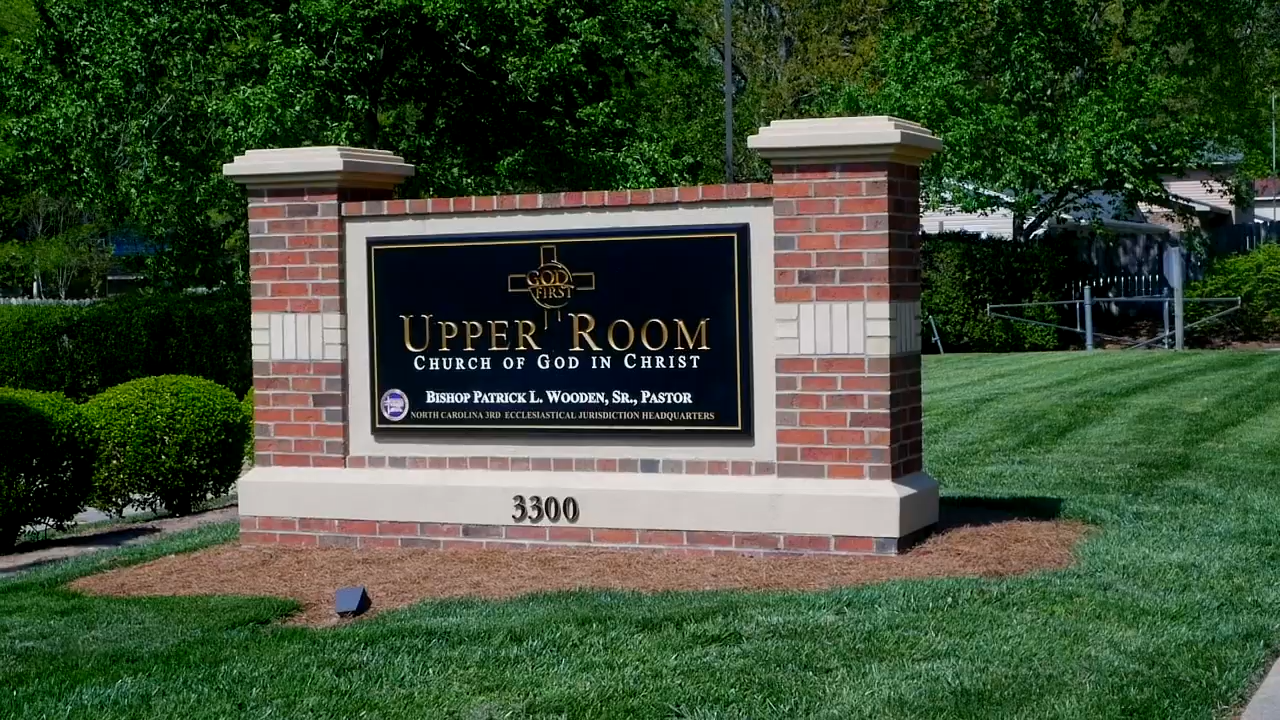 GOD
FIRST
UPPER ROOM
CHURCH OF GOD IN CHRIST
BISHOP PATRICK L. WOODEN, SR., PASTOR
NORTH CAROLINA 3RD ECCLESIASTICAL JURISDICTION HEADQUARTERS
3300